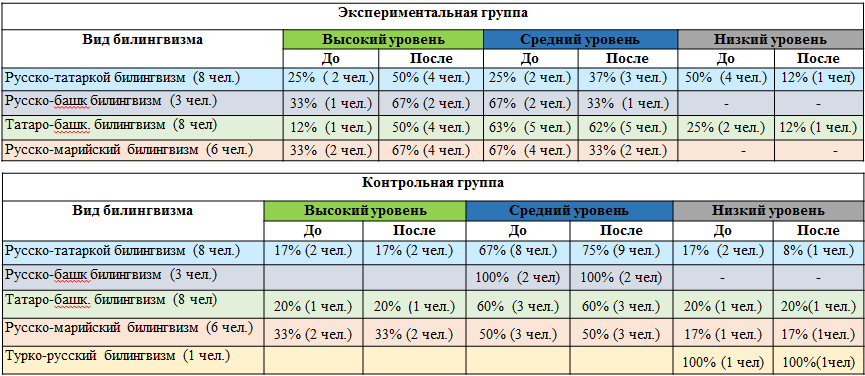 Экспериментальная группа
Вид билингвизма Высокий уровень Средний уровень Низкий уровень
До После До После До После
Русско-татаркой билингвизм (8 чел.) 25% ( 2 чел.) 50% (4 чел.) 25% (2 чел.) 37% (3 чел.) 50% (4 чел.) 12% (1 чел)
Русско-башк билингвизм (3 чел.) 33% (1 чел.) 67% (2 чел.) 67% (2 чел.) 33% (1 чел.) - -
Татаро-башк. билингвизм (8 чел) 12% (1 чел.) 50% (4 чел.) 63% (5 чел.) 62% (5 чел.) 25% (2 чел.) 12% (1 чел.)
Русско-марийский билингвизм (6 чел.) 33% (2 чел.) 67% (4 чел.) 67% (4 чел.) 33% (2 чел.) - -
Контрольная группа
Вид билингвизма Высокий уровень Средний уровень Низкий уровень
До После До После До После
Русско-татаркой билингвизм (8 чел.) 17% (2 чел.) 17% (2 чел.) 67% (8 чел.) 75% (9 чел.) 17% (2 чел.) 8% (1 чел.)
Русско-башк билингвизм (3 чел.) 100% (2 чел) 100% (2 чел) - -
Татаро-башк. билингвизм (8 чел) 20% (1 чел.) 20% (1 чел.) 60% (3 чел.) 60% (3 чел.) 20% (1 чел.) 20%(1 чел.)
Русско-марийский билингвизм (6 чел.) 33% (2 чел.) 33% (2 чел.) 50% (3 чел.) 50% (3 чел.) 17% (1 чел.) 17% (1чел.)
Турко-русский билингвизм (1 чел.) 100% (1 чел) 100%(1чел)